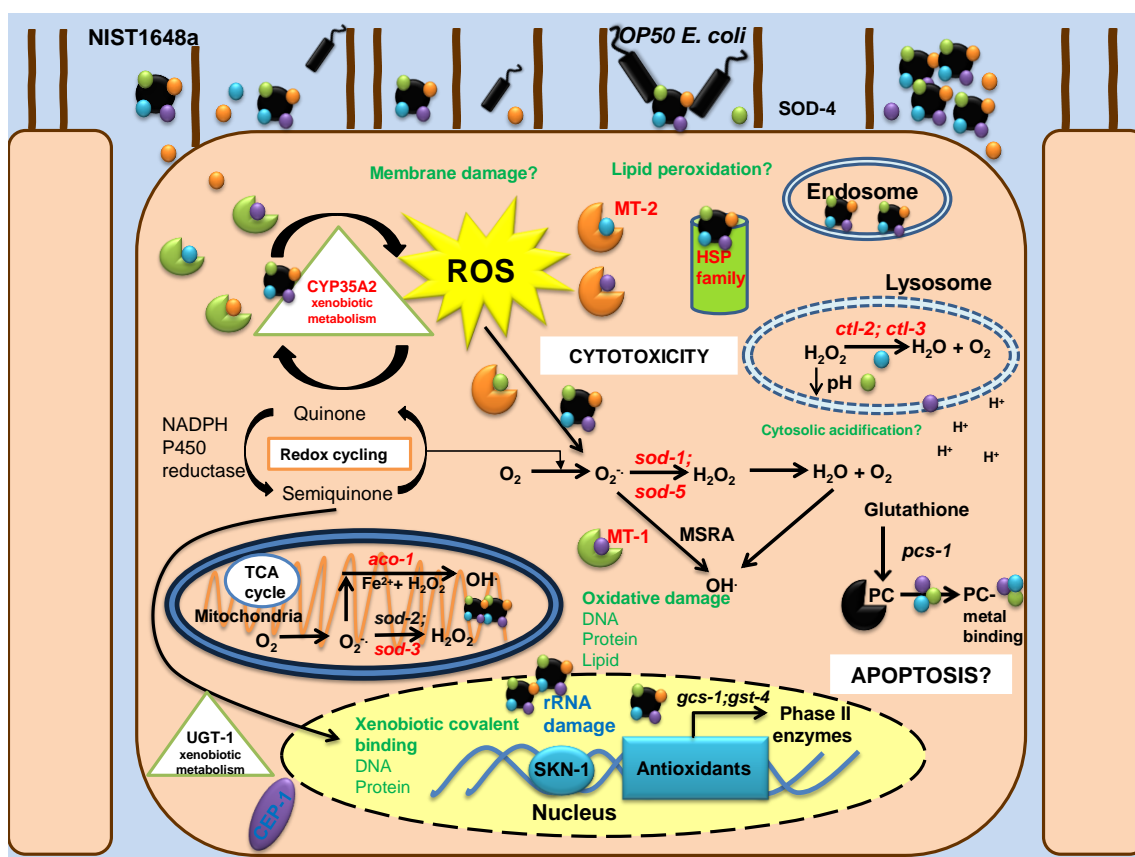 NIST1648a
OP50 E. coli
SOD-4
Membrane damage?
Lipid peroxidation?
Endosome
MT-2
ROS
HSP
family
CYP35A2
xenobiotic
metabolism
Lysosome
ctl-2; ctl-3
H₂O₂
H₂O + O₂
pH
CYTOTOXICITY
H⁺
H⁺
H⁺
H⁺
Cytosolic acidification?
NADPH
P450
reductase
Quinone
Redox cycling
Semiquinone
O₂
O₂⁻·
sod-1;
sod-5
H₂O₂
H₂O + O₂
Glutathione
pcs-1
PC
PC-
metal
binding
MT-1
MSRA
OH·
TCA
cycle
Mitochondria
aco-1
Fe²⁺+ H₂O₂
OH·
O₂
O₂⁻·
sod-2;
sod-3
H₂O₂
Oxidative damage
DNA
Protein
Lipid
APOPTOSIS?
UGT-1
xenobiotic
metabolism
CEP-1
Xenobiotic covalent
binding
DNA
Protein
rRNA
damage
gcs-1;gst-4
Phase II
enzymes
SKN-1
Antioxidants
Nucleus